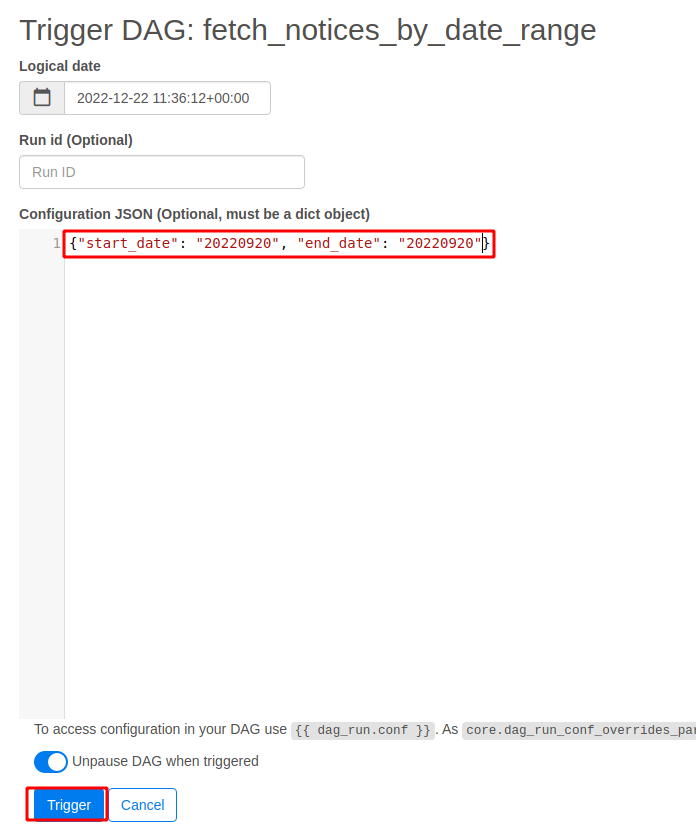 Trigger DAG: fetch_notices_by_date_range
Logical date
2022-12-22 11:36:12+00:00
Run id (Optional)
Run ID
Configuration JSON (Optional, must be a dict object)
1 {"start_date": "20220920", "end_date": "20220920"}
To access configuration in your DAG use {{ dag_run.conf }}. As core.dag_run_conf_overrides_par
Unpause DAG when triggered
Trigger Cancel